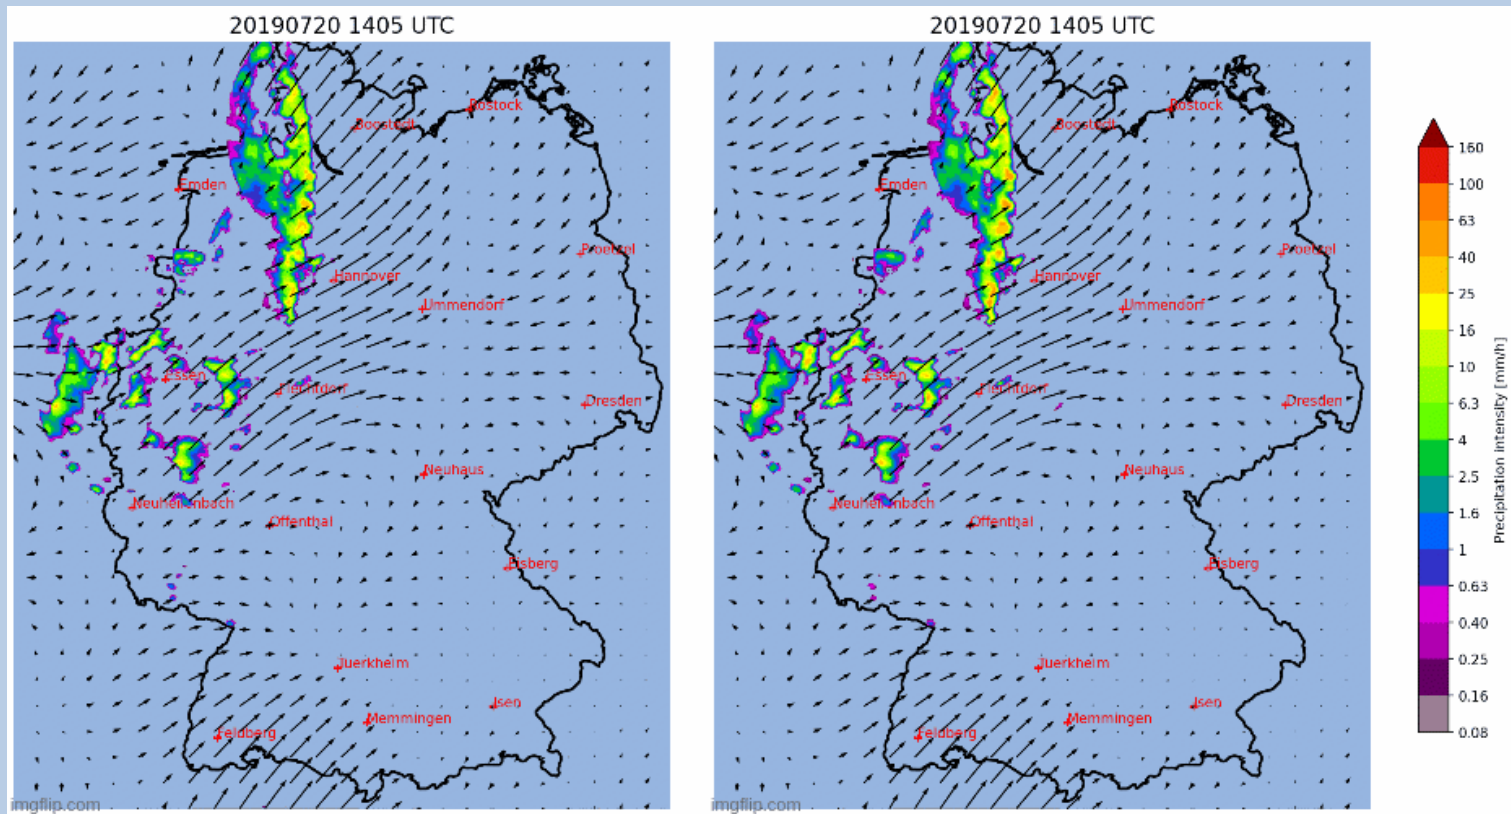 20190720 1405 UTC
Rostock
Boostedt
Emden
Proetzel
Hannover
Ummendorf
Essen
Flechtdorf
Dresden
Neuhaus
Neuheilenbach
Offenthal
Eisberg
Tuerkheim
Isen
Memmingen
Feldberg
imgflip.com
20190720 1405 UTC
Rostock
Boostedt
Emden
Proetzel
Hannover
Ummendorf
Essen
Flechtdorf
Dresden
Neuhaus
Neuheilenbach
Offenthal
Eisberg
Tuerkheim
Isen
Memmingen
Feldberg
imgflip.com
160
100
63
40
25
16
10
6.3
4
2.5
1.6
1
0.63
0.40
0.25
0.16
0.08
Precipitation intensity [mm/h]